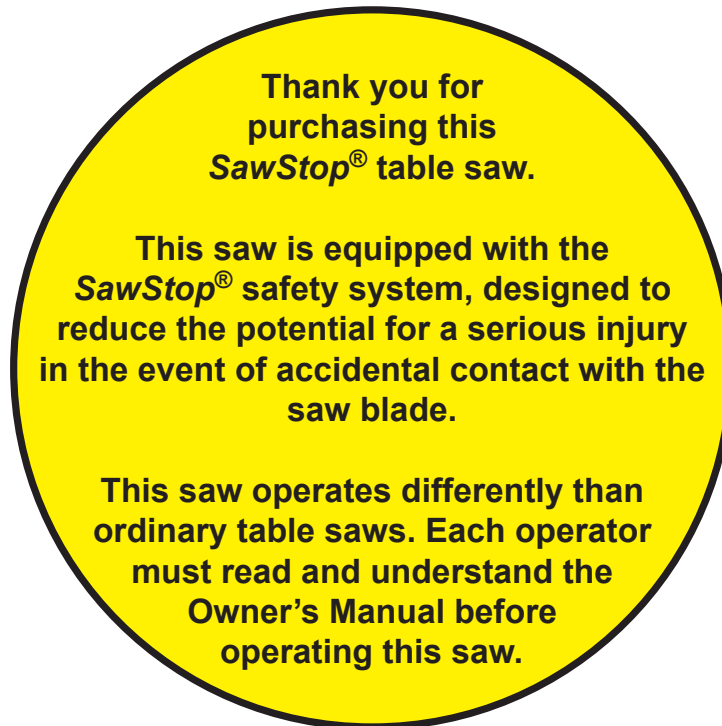 Thank you for
purchasing this
SawStop® table saw.
This saw is equipped with the
SawStop® safety system, designed to
reduce the potential for a serious injury
in the event of accidental contact with the
saw blade.
This saw operates differently than
ordinary table saws. Each operator
must read and understand the
Owner’s Manual before
operating this saw.